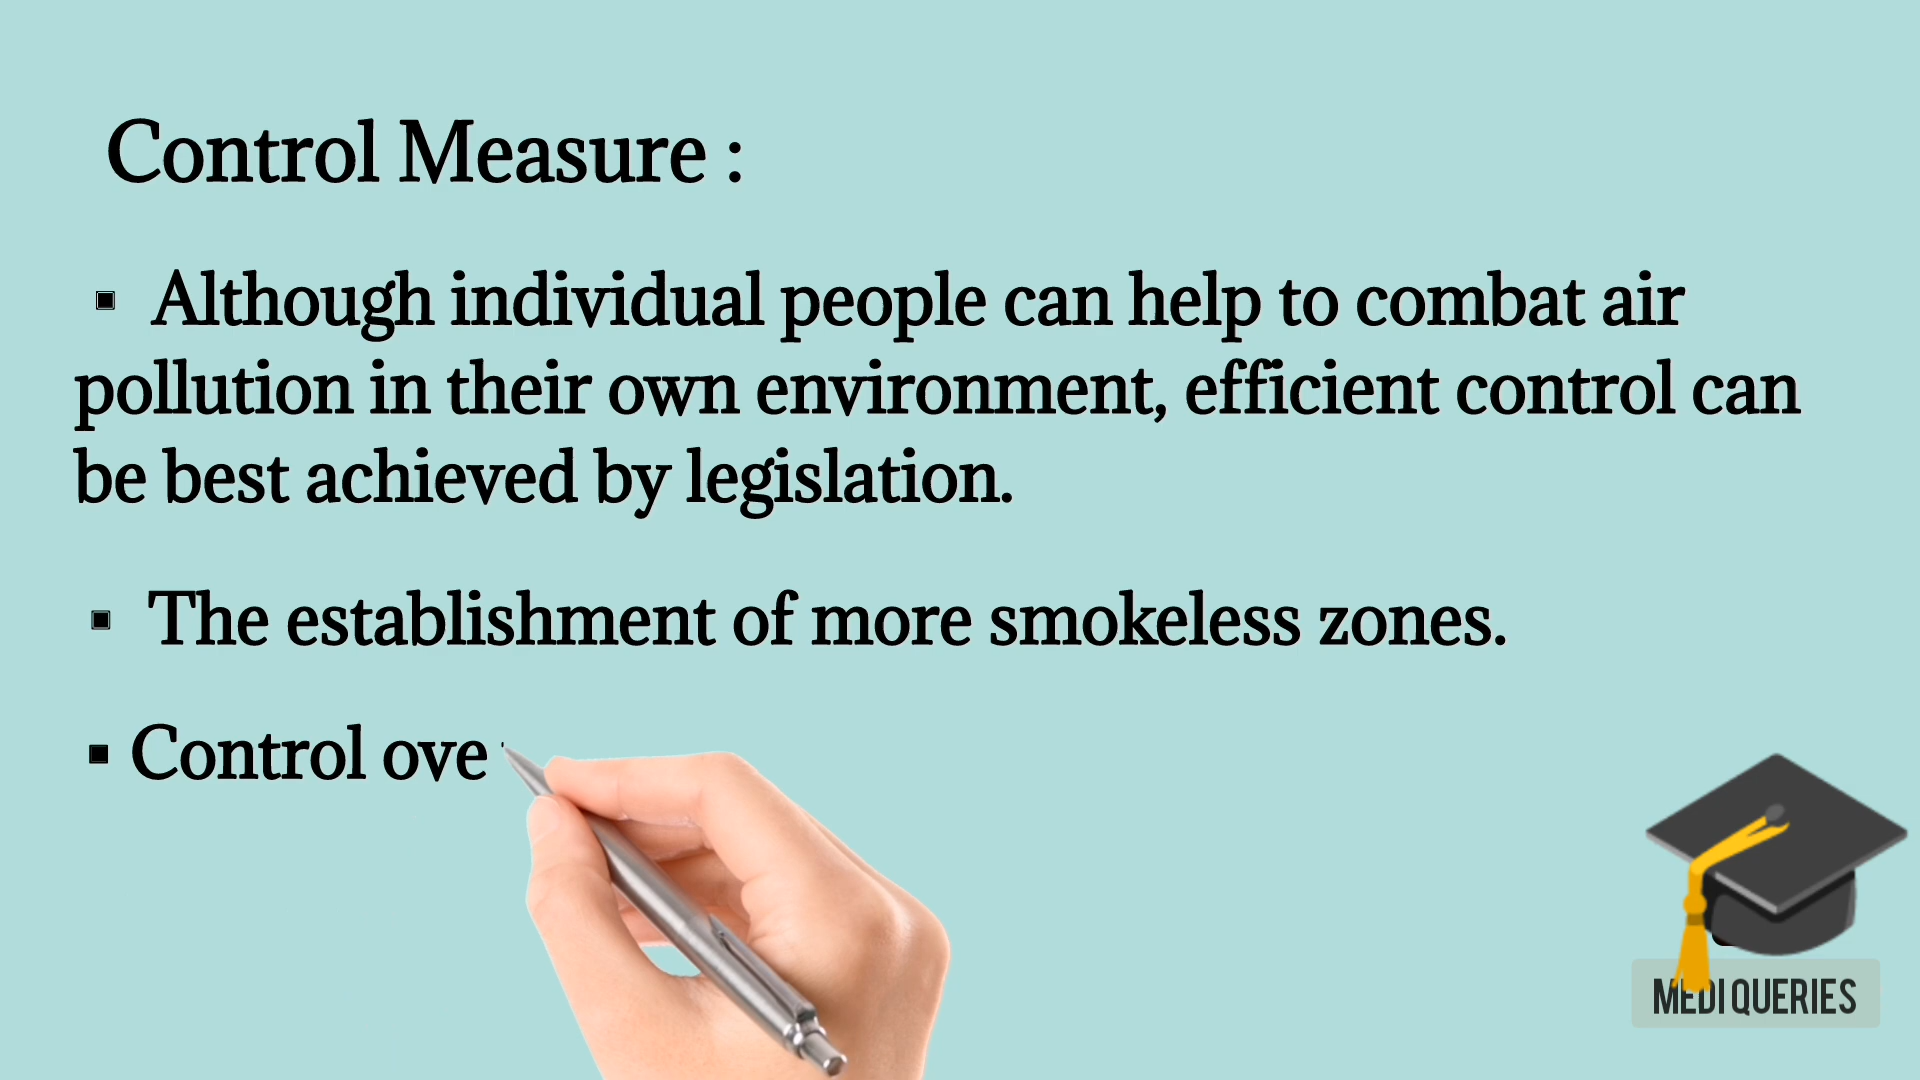 Control Measure :
▪ Although individual people can help to combat air
pollution in their own environment, efficient control can
be best achieved by legislation.
▪ The establishment of more smokeless zones.
▪ Control ove
MEDI QUERIES